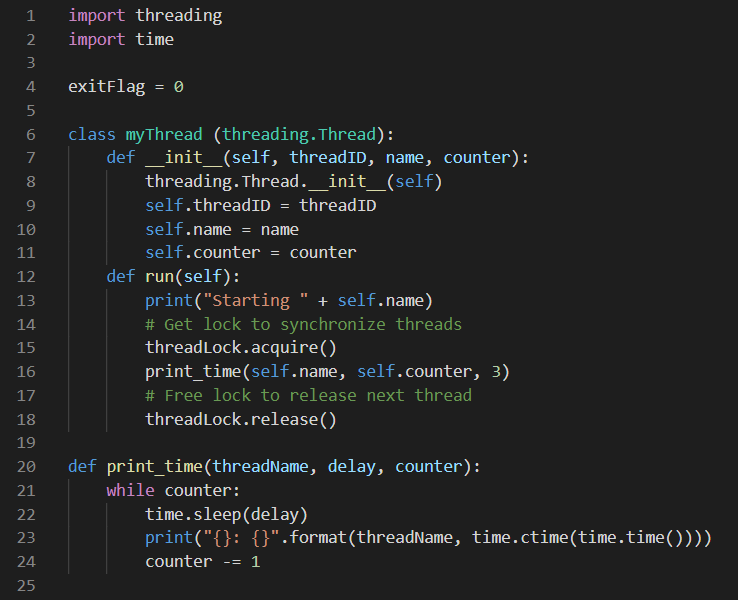 1 import threading
2 import time
3
4 exitFlag = 0
5
6 class myThread (threading.Thread):
7     def __init__(self, threadID, name, counter):
8         threading.Thread.__init__(self)
9         self.threadID = threadID
10         self.name = name
11         self.counter = counter
12     def run(self):
13         print("Starting " + self.name)
14         # Get lock to synchronize threads
15         threadLock.acquire()
16         print_time(self.name, self.counter, 3)
17         # Free lock to release next thread
18         threadLock.release()
19
20 def print_time(threadName, delay, counter):
21     while counter:
22         time.sleep(delay)
23         print("{}: {}".format(threadName, time.ctime(time.time())))
24         counter -= 1
25